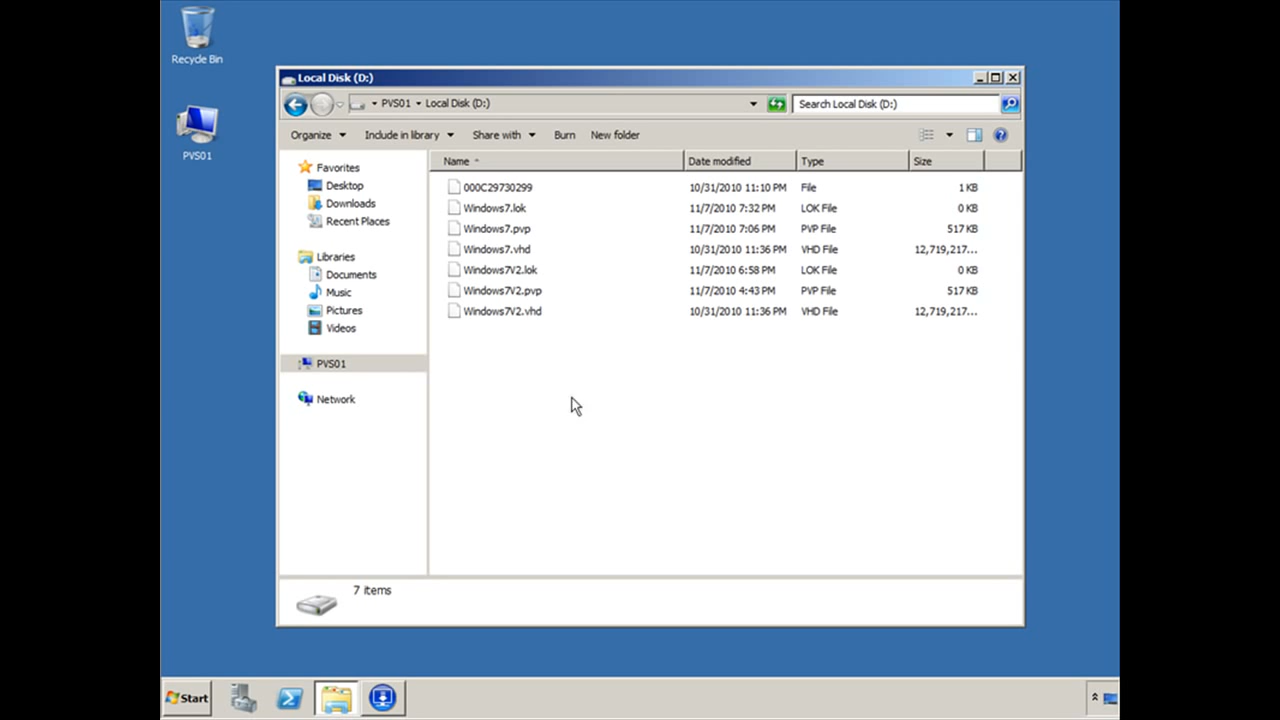 Recycle Bin
PVS01
Local Disk (D:)
PVS01 Local Disk (D:) Search Local Disk (D:)
Organize Include in library Share with Burn New folder
Favorites
Desktop
Downloads
Recent Places
Libraries
Documents
Music
Pictures
Videos
PVS01
Network
Name Date modified Type Size
000C29730299 10/31/2010 11:10 PM File 1 KB
Windows7.lok 11/7/2010 7:32 PM LOK File 0 KB
Windows7.pvp 11/7/2010 7:06 PM PVP File 517 KB
Windows7.vhd 10/31/2010 11:36 PM VHD File 12,719,217...
Windows7V2.lok 11/7/2010 6:58 PM LOK File 0 KB
Windows7V2.pvp 11/7/2010 4:43 PM PVP File 517 KB
Windows7V2.vhd 10/31/2010 11:36 PM VHD File 12,719,217...
7 items
Start